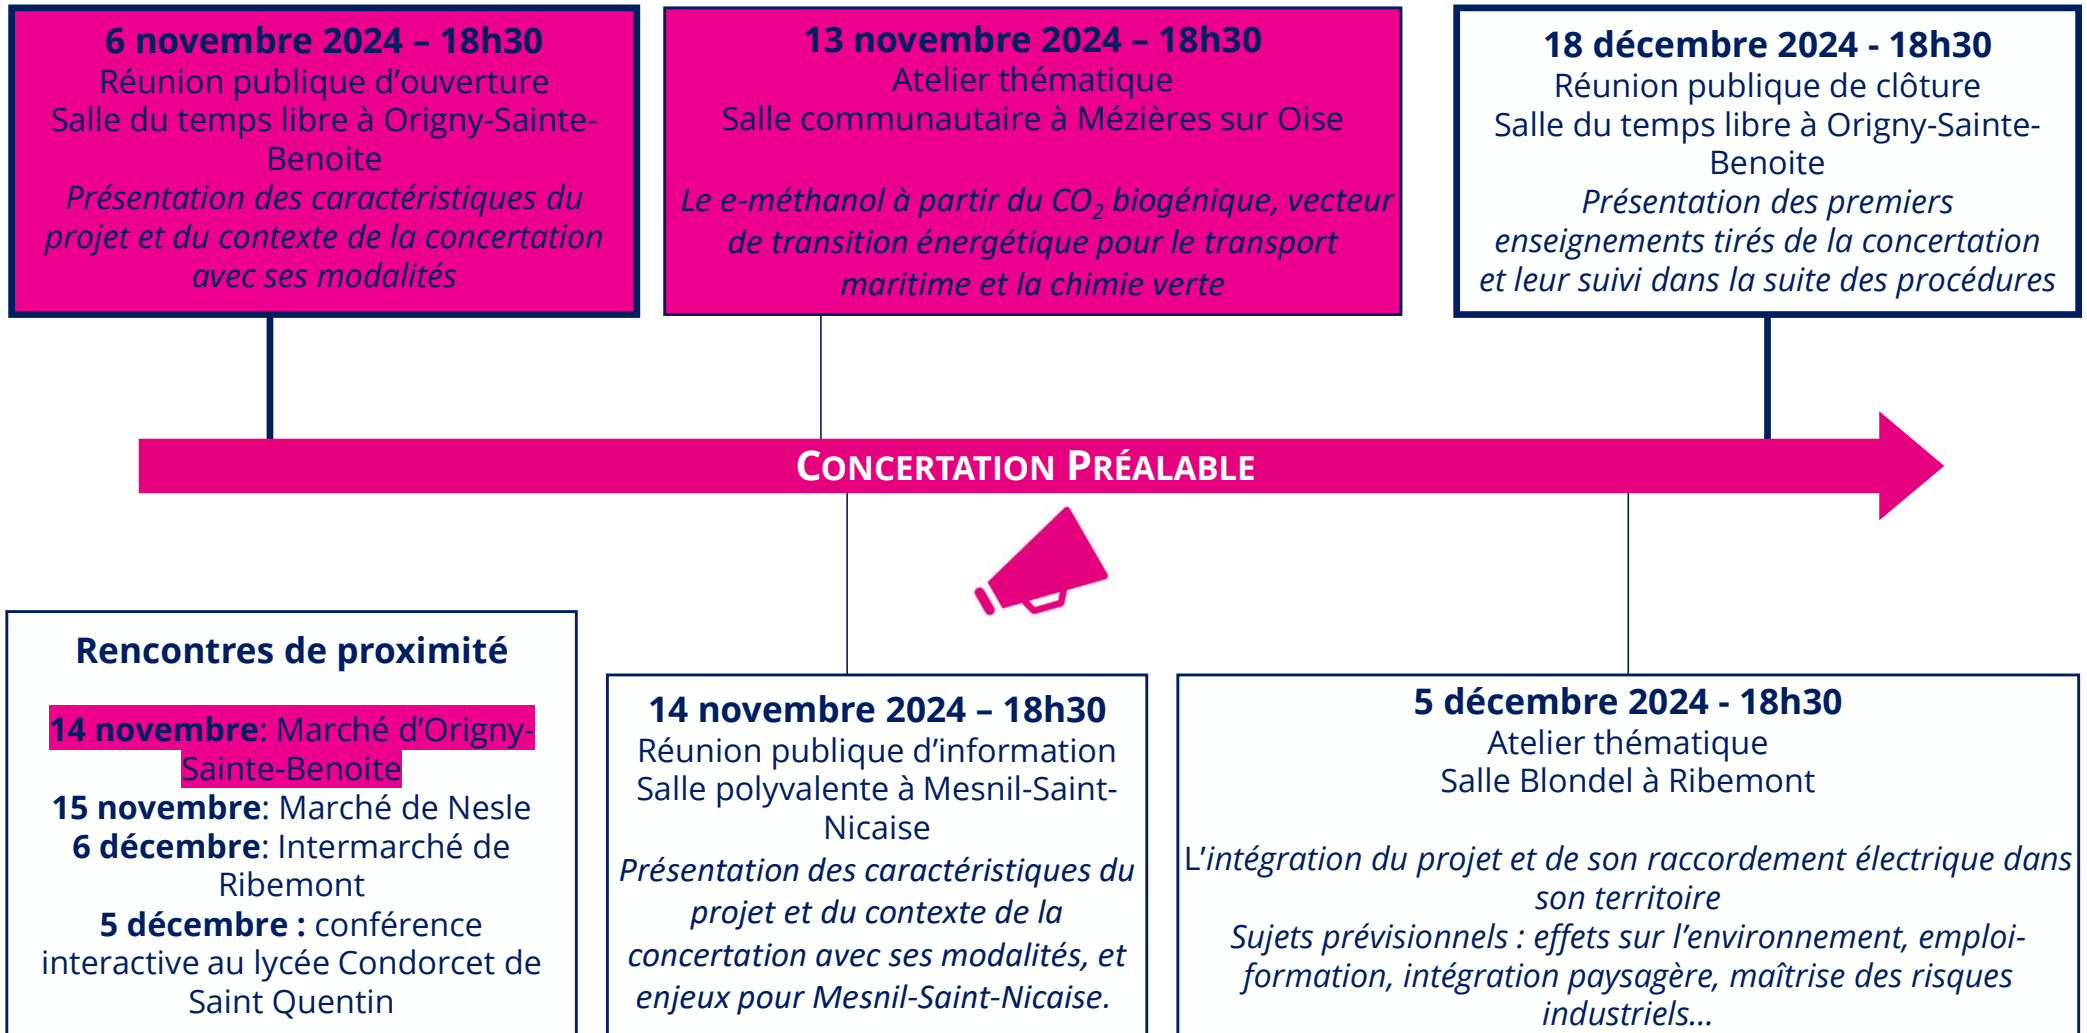 6 novembre 2024 – 18h30
Réunion publique d'ouverture
Salle du temps libre à Origny-Sainte-
Benoite
Présentation des caractéristiques du
projet et du contexte de la concertation
avec ses modalités
13 novembre 2024 – 18h30
Atelier thématique
Salle communautaire à Mézières sur Oise
Le e-méthanol à partir du CO₂ biogénique, vecteur
de transition énergétique pour le transport
maritime et la chimie verte
18 décembre 2024 - 18h30
Réunion publique de clôture
Salle du temps libre à Origny-Sainte-
Benoite
Présentation des premiers
enseignements tirés de la concertation
et leur suivi dans la suite des procédures
CONCERTATION PRÉALABLE
Rencontres de proximité
14 novembre: Marché d'Origny-
Sainte-Benoite
15 novembre: Marché de Nesle
6 décembre: Intermarché de
Ribemont
5 décembre : conférence
interactive au lycée Condorcet de
Saint Quentin
14 novembre 2024 – 18h30
Réunion publique d'information
Salle polyvalente à Mesnil-Saint-
Nicaise
Présentation des caractéristiques du
projet et du contexte de la
concertation avec ses modalités, et
enjeux pour Mesnil-Saint-Nicaise.
5 décembre 2024 - 18h30
Atelier thématique
Salle Blondel à Ribemont
L'intégration du projet et de son raccordement électrique dans
son territoire
Sujets prévisionnels : effets sur l'environnement, emploi-
formation, intégration paysagère, maîtrise des risques
industriels…